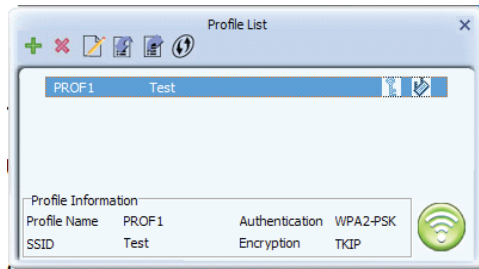 Profile List
PROF1 Test
Profile Information
Profile Name PROF1 Authentication WPA2-PSK
SSID Test Encryption TKIP